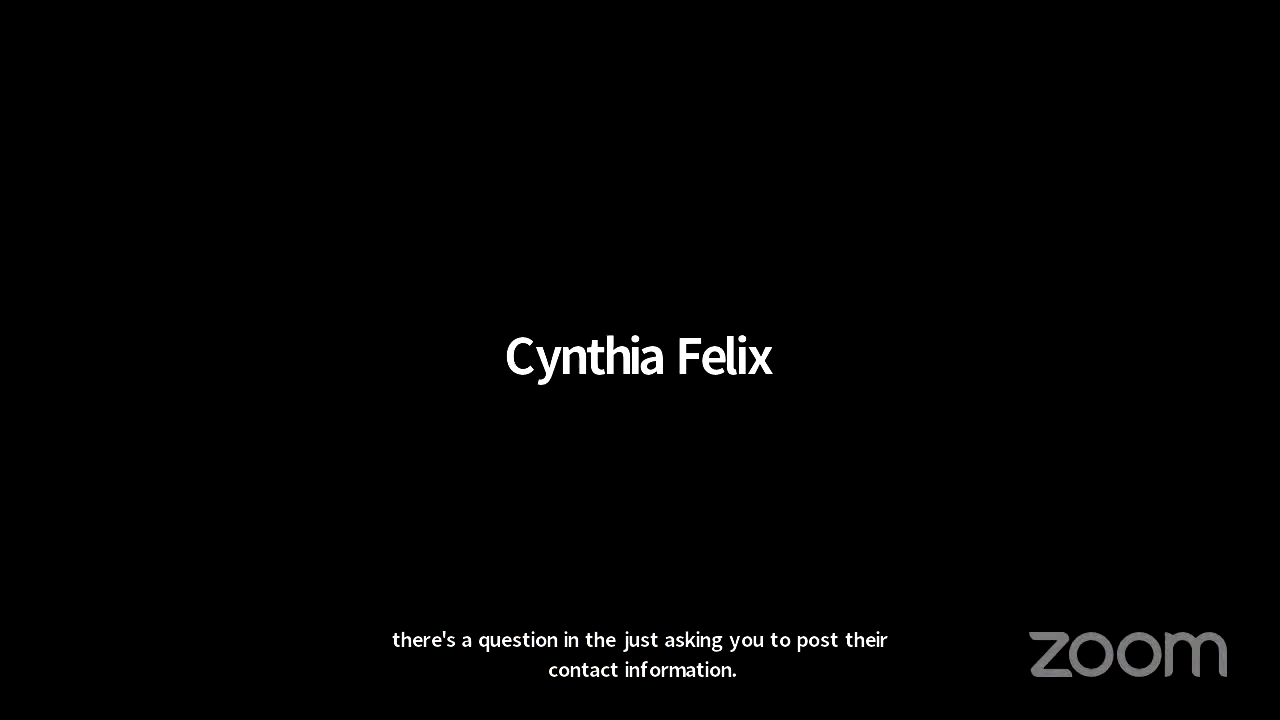 Cynthia Felix
there's a question in the just asking you to post their
contact information.
zoom